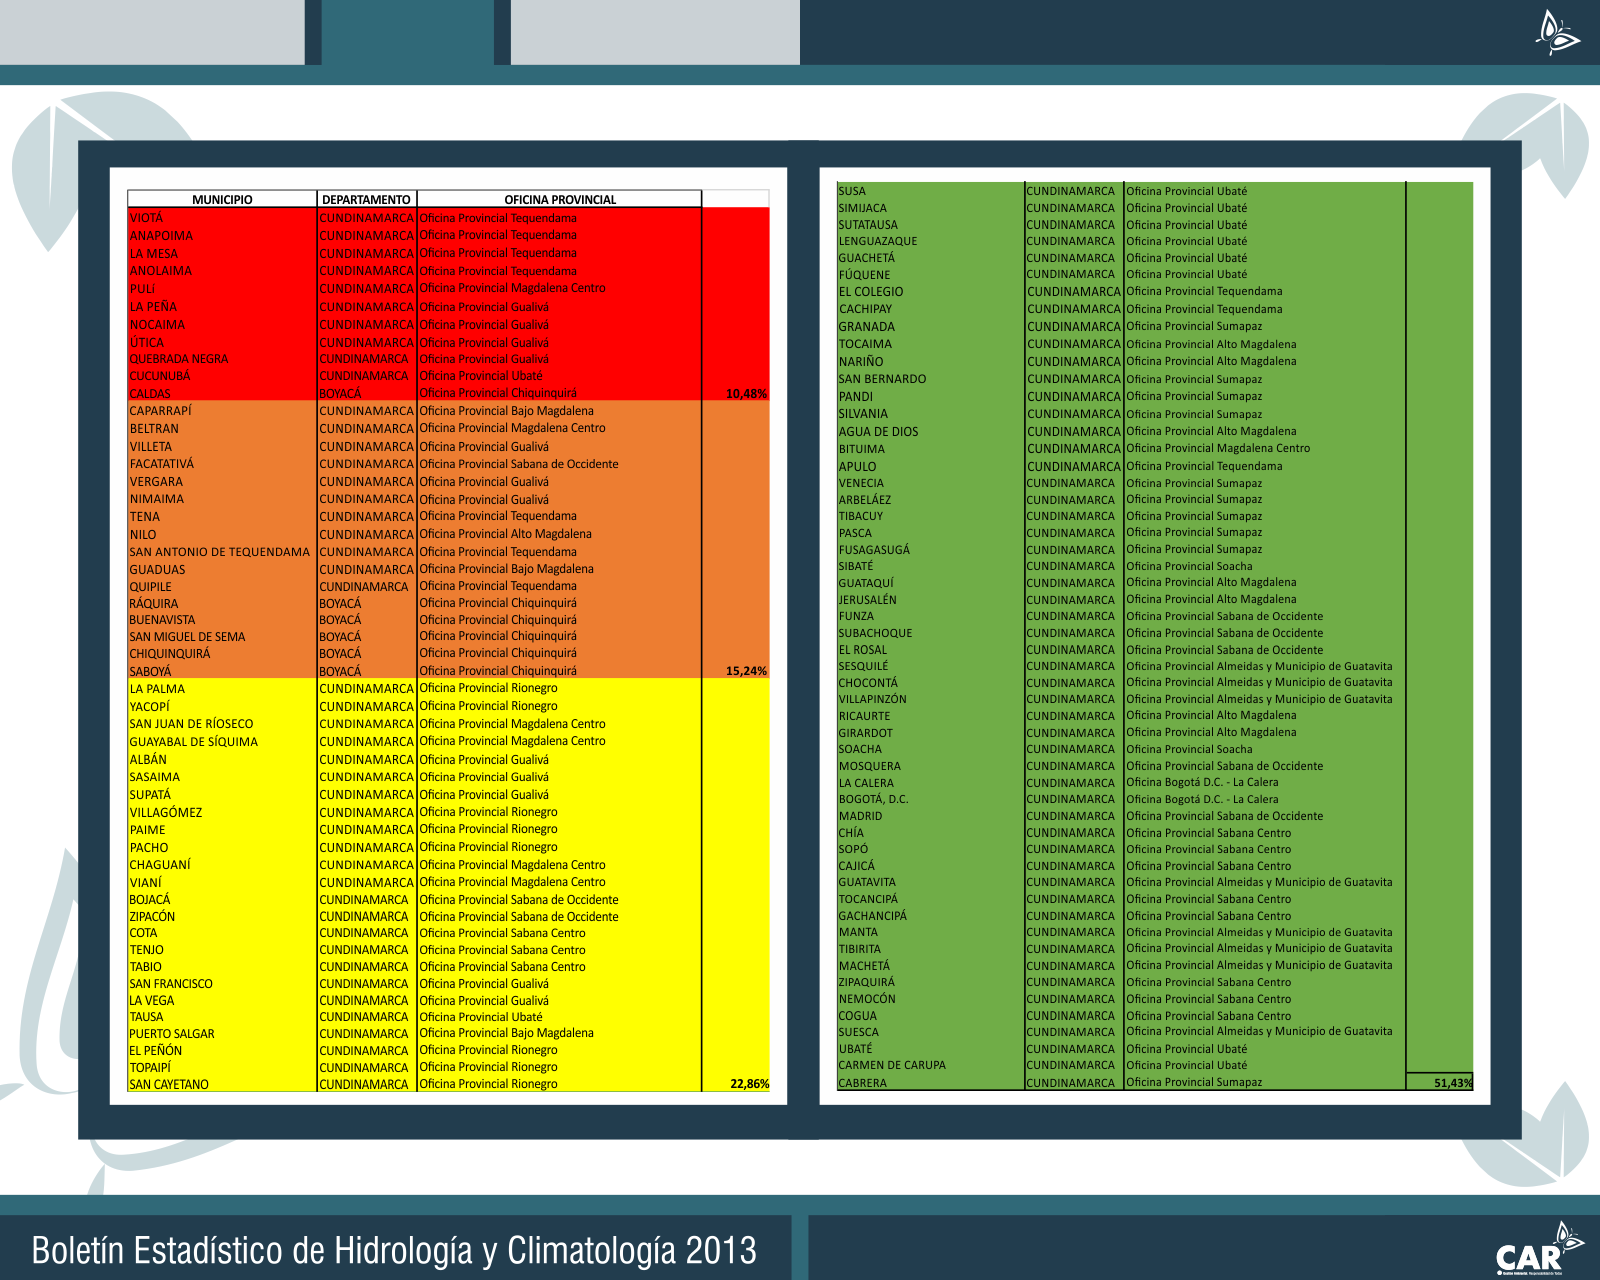 MUNICIPIO DEPARTAMENTO OFICINA PROVINCIAL
VIOTÁ CUNDINAMARCA Oficina Provincial Tequendama
ANAPOIMA CUNDINAMARCA Oficina Provincial Tequendama
LA MESA CUNDINAMARCA Oficina Provincial Tequendama
ANOLAIMA CUNDINAMARCA Oficina Provincial Tequendama
PULÍ CUNDINAMARCA Oficina Provincial Magdalena Centro
LA PEÑA CUNDINAMARCA Oficina Provincial Gualivá
NOCAIMA CUNDINAMARCA Oficina Provincial Gualivá
ÚTICA CUNDINAMARCA Oficina Provincial Gualivá
QUEBRADA NEGRA CUNDINAMARCA Oficina Provincial Gualivá
CUCUNUBÁ CUNDINAMARCA Oficina Provincial Ubaté
CALDAS BOYACÁ Oficina Provincial Chiquinquirá 10,48%
CAPARRAPÍ CUNDINAMARCA Oficina Provincial Bajo Magdalena
BELTRAN CUNDINAMARCA Oficina Provincial Magdalena Centro
VILLETA CUNDINAMARCA Oficina Provincial Gualivá
FACATATIVÁ CUNDINAMARCA Oficina Provincial Sabana de Occidente
VERGARA CUNDINAMARCA Oficina Provincial Gualivá
NIMAIMA CUNDINAMARCA Oficina Provincial Gualivá
TENA CUNDINAMARCA Oficina Provincial Tequendama
NILO CUNDINAMARCA Oficina Provincial Alto Magdalena
SAN ANTONIO DE TEQUENDAMA CUNDINAMARCA Oficina Provincial Tequendama
GUADUAS CUNDINAMARCA Oficina Provincial Bajo Magdalena
QUIPILE CUNDINAMARCA Oficina Provincial Tequendama
RÁQUIRA BOYACÁ Oficina Provincial Chiquinquirá
BUENAVISTA BOYACÁ Oficina Provincial Chiquinquirá
SAN MIGUEL DE SEMA BOYACÁ Oficina Provincial Chiquinquirá
CHIQUINQUIRÁ BOYACÁ Oficina Provincial Chiquinquirá
SABOYÁ BOYACÁ Oficina Provincial Chiquinquirá 15,24%
LA PALMA CUNDINAMARCA Oficina Provincial Rionegro
YACOPÍ CUNDINAMARCA Oficina Provincial Rionegro
SAN JUAN DE RÍOSECO CUNDINAMARCA Oficina Provincial Magdalena Centro
GUAYABAL DE SÍQUIMA CUNDINAMARCA Oficina Provincial Magdalena Centro
ALBÁN CUNDINAMARCA Oficina Provincial Gualivá
SASAIMA CUNDINAMARCA Oficina Provincial Gualivá
SUPATÁ CUNDINAMARCA Oficina Provincial Gualivá
VILLAGÓMEZ CUNDINAMARCA Oficina Provincial Rionegro
PAIME CUNDINAMARCA Oficina Provincial Rionegro
PACHO CUNDINAMARCA Oficina Provincial Rionegro
CHAGUANÍ CUNDINAMARCA Oficina Provincial Magdalena Centro
VIANÍ CUNDINAMARCA Oficina Provincial Magdalena Centro
BOJACÁ CUNDINAMARCA Oficina Provincial Sabana de Occidente
ZIPACÓN CUNDINAMARCA Oficina Provincial Sabana de Occidente
COTA CUNDINAMARCA Oficina Provincial Sabana Centro
TENJO CUNDINAMARCA Oficina Provincial Sabana Centro
TABIO CUNDINAMARCA Oficina Provincial Sabana Centro
SAN FRANCISCO CUNDINAMARCA Oficina Provincial Gualivá
LA VEGA CUNDINAMARCA Oficina Provincial Gualivá
TAUSA CUNDINAMARCA Oficina Provincial Ubaté
PUERTO SALGAR CUNDINAMARCA Oficina Provincial Bajo Magdalena
EL PEÑÓN CUNDINAMARCA Oficina Provincial Rionegro
TOPAIPÍ CUNDINAMARCA Oficina Provincial Rionegro
SAN CAYETANO CUNDINAMARCA Oficina Provincial Rionegro 22,86%
SUSA CUNDINAMARCA Oficina Provincial Ubaté
SIMIJACA CUNDINAMARCA Oficina Provincial Ubaté
SUTATAUSA CUNDINAMARCA Oficina Provincial Ubaté
LENGUAZAQUE CUNDINAMARCA Oficina Provincial Ubaté
GUACHETÁ CUNDINAMARCA Oficina Provincial Ubaté
FÚQUENE CUNDINAMARCA Oficina Provincial Ubaté
EL COLEGIO CUNDINAMARCA Oficina Provincial Tequendama
CACHIPAY CUNDINAMARCA Oficina Provincial Tequendama
GRANADA CUNDINAMARCA Oficina Provincial Sumapaz
TOCAIMA CUNDINAMARCA Oficina Provincial Alto Magdalena
NARIÑO CUNDINAMARCA Oficina Provincial Alto Magdalena
SAN BERNARDO CUNDINAMARCA Oficina Provincial Sumapaz
PANDI CUNDINAMARCA Oficina Provincial Sumapaz
SILVANIA CUNDINAMARCA Oficina Provincial Sumapaz
AGUA DE DIOS CUNDINAMARCA Oficina Provincial Alto Magdalena
BITUIMA CUNDINAMARCA Oficina Provincial Magdalena Centro
APULO CUNDINAMARCA Oficina Provincial Tequendama
VENECIA CUNDINAMARCA Oficina Provincial Sumapaz
ARBELÁEZ CUNDINAMARCA Oficina Provincial Sumapaz
TIBACUY CUNDINAMARCA Oficina Provincial Sumapaz
PASCA CUNDINAMARCA Oficina Provincial Sumapaz
FUSAGASUGÁ CUNDINAMARCA Oficina Provincial Sumapaz
SIBATÉ CUNDINAMARCA Oficina Provincial Soacha
GUATAQUÍ CUNDINAMARCA Oficina Provincial Alto Magdalena
JERUSALÉN CUNDINAMARCA Oficina Provincial Alto Magdalena
FUNZA CUNDINAMARCA Oficina Provincial Sabana de Occidente
SUBACHOQUE CUNDINAMARCA Oficina Provincial Sabana de Occidente
EL ROSAL CUNDINAMARCA Oficina Provincial Sabana de Occidente
SESQUILÉ CUNDINAMARCA Oficina Provincial Almeidas y Municipio de Guatavita
CHOCONTÁ CUNDINAMARCA Oficina Provincial Almeidas y Municipio de Guatavita
VILLAPINZÓN CUNDINAMARCA Oficina Provincial Almeidas y Municipio de Guatavita
RICAURTE CUNDINAMARCA Oficina Provincial Alto Magdalena
GIRARDOT CUNDINAMARCA Oficina Provincial Alto Magdalena
SOACHA CUNDINAMARCA Oficina Provincial Soacha
MOSQUERA CUNDINAMARCA Oficina Provincial Sabana de Occidente
LA CALERA CUNDINAMARCA Oficina Bogotá D.C. - La Calera
BOGOTÁ, D.C. CUNDINAMARCA Oficina Bogotá D.C. - La Calera
MADRID CUNDINAMARCA Oficina Provincial Sabana de Occidente
CHÍA CUNDINAMARCA Oficina Provincial Sabana Centro
SOPÓ CUNDINAMARCA Oficina Provincial Sabana Centro
CAJICÁ CUNDINAMARCA Oficina Provincial Sabana Centro
GUATAVITA CUNDINAMARCA Oficina Provincial Almeidas y Municipio de Guatavita
TOCANCIPÁ CUNDINAMARCA Oficina Provincial Sabana Centro
GACHANCIPÁ CUNDINAMARCA Oficina Provincial Sabana Centro
MANTA CUNDINAMARCA Oficina Provincial Almeidas y Municipio de Guatavita
TIBIRITA CUNDINAMARCA Oficina Provincial Almeidas y Municipio de Guatavita
MACHETÁ CUNDINAMARCA Oficina Provincial Almeidas y Municipio de Guatavita
ZIPAQUIRÁ CUNDINAMARCA Oficina Provincial Sabana Centro
NEMOCÓN CUNDINAMARCA Oficina Provincial Sabana Centro
COGUA CUNDINAMARCA Oficina Provincial Sabana Centro
SUESCA CUNDINAMARCA Oficina Provincial Almeidas y Municipio de Guatavita
UBATÉ CUNDINAMARCA Oficina Provincial Ubaté
CARMEN DE CARUPA CUNDINAMARCA Oficina Provincial Ubaté
CABRERA CUNDINAMARCA Oficina Provincial Sumapaz 51,43%
Boletín Estadístico de Hidrología y Climatología 2013
CAR